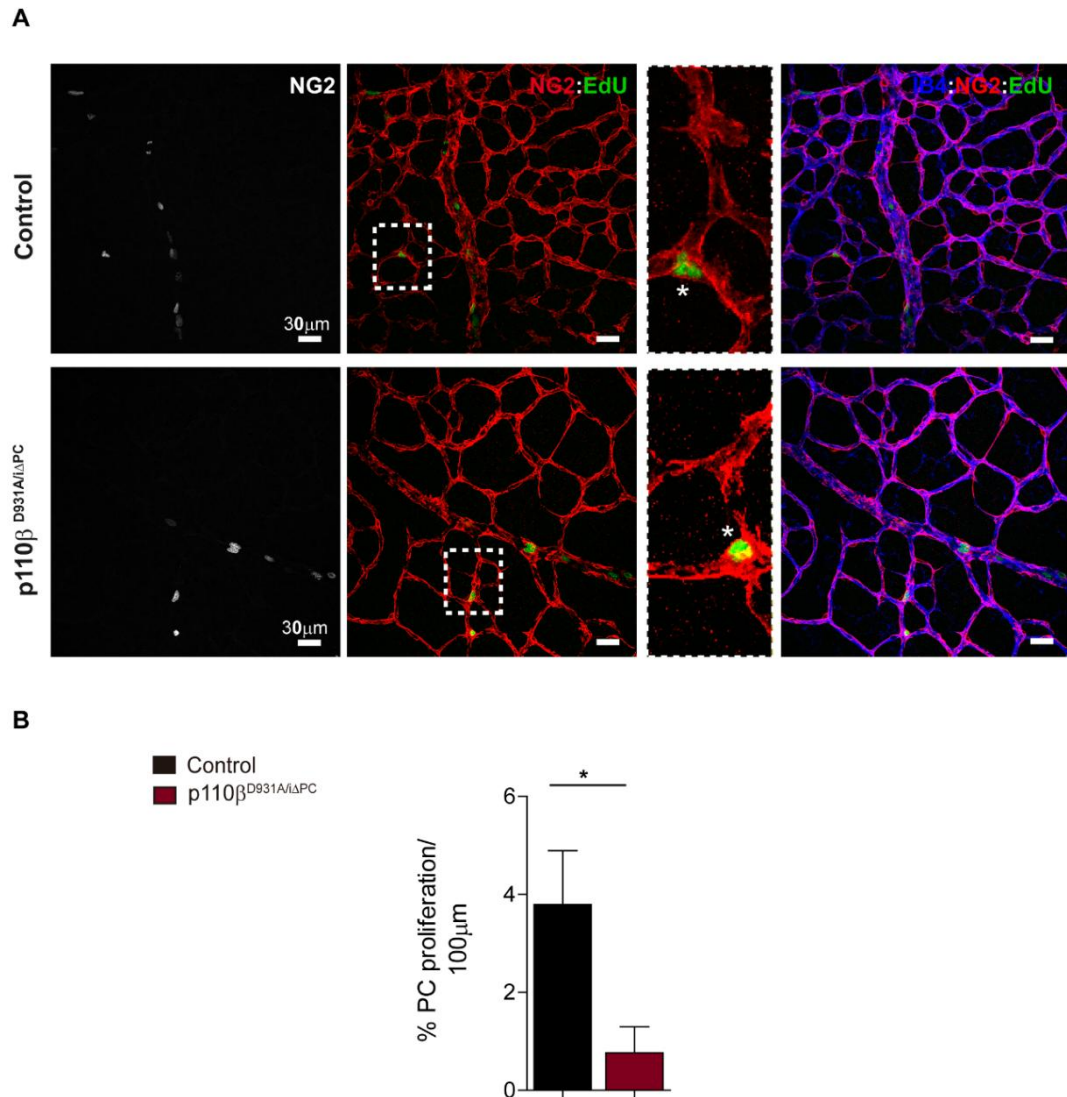 A
NG2
NG2:EdU
IB4:NG2:EdU
Control
30μm
*
p110β D931A/iΔPC
30μm
*
B
Control
p110βD931A/iΔPC
*
6
4
2
0
% PC proliferation/
100μm